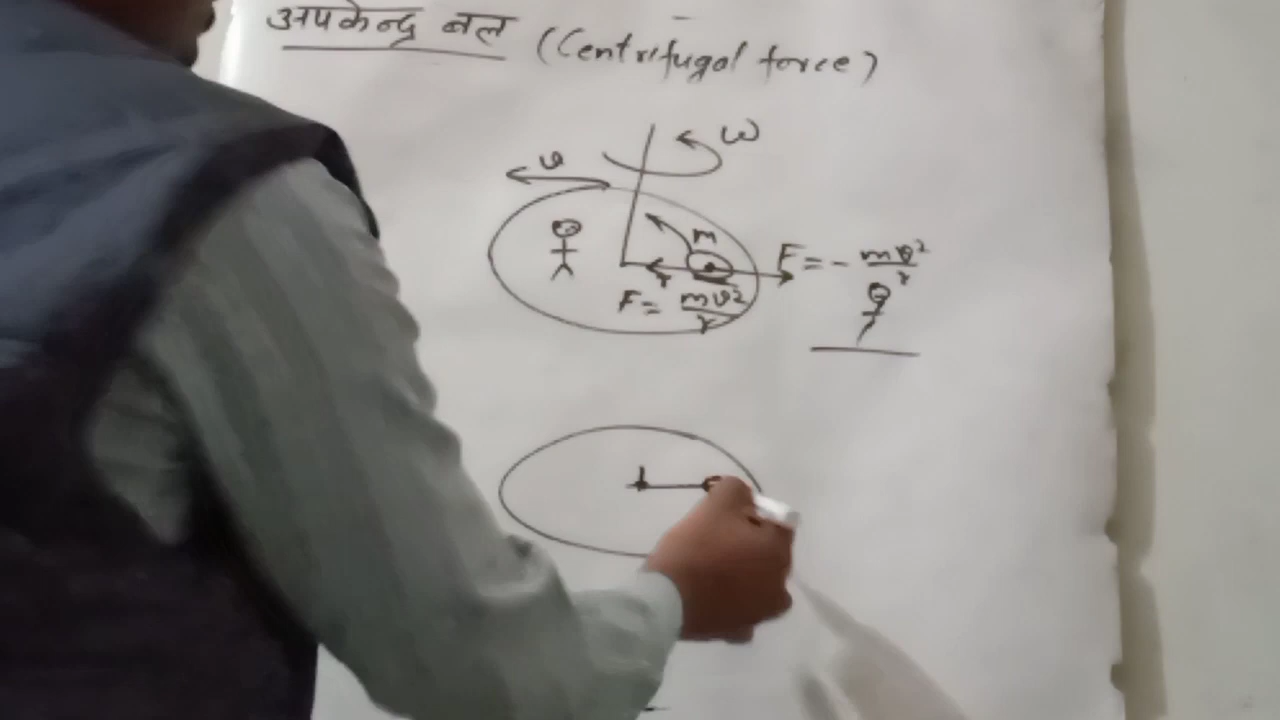 अपकेन्द्र बल (Centrifugal force)
ω
v
m
F = - mv²/r
r
F = mv²/r